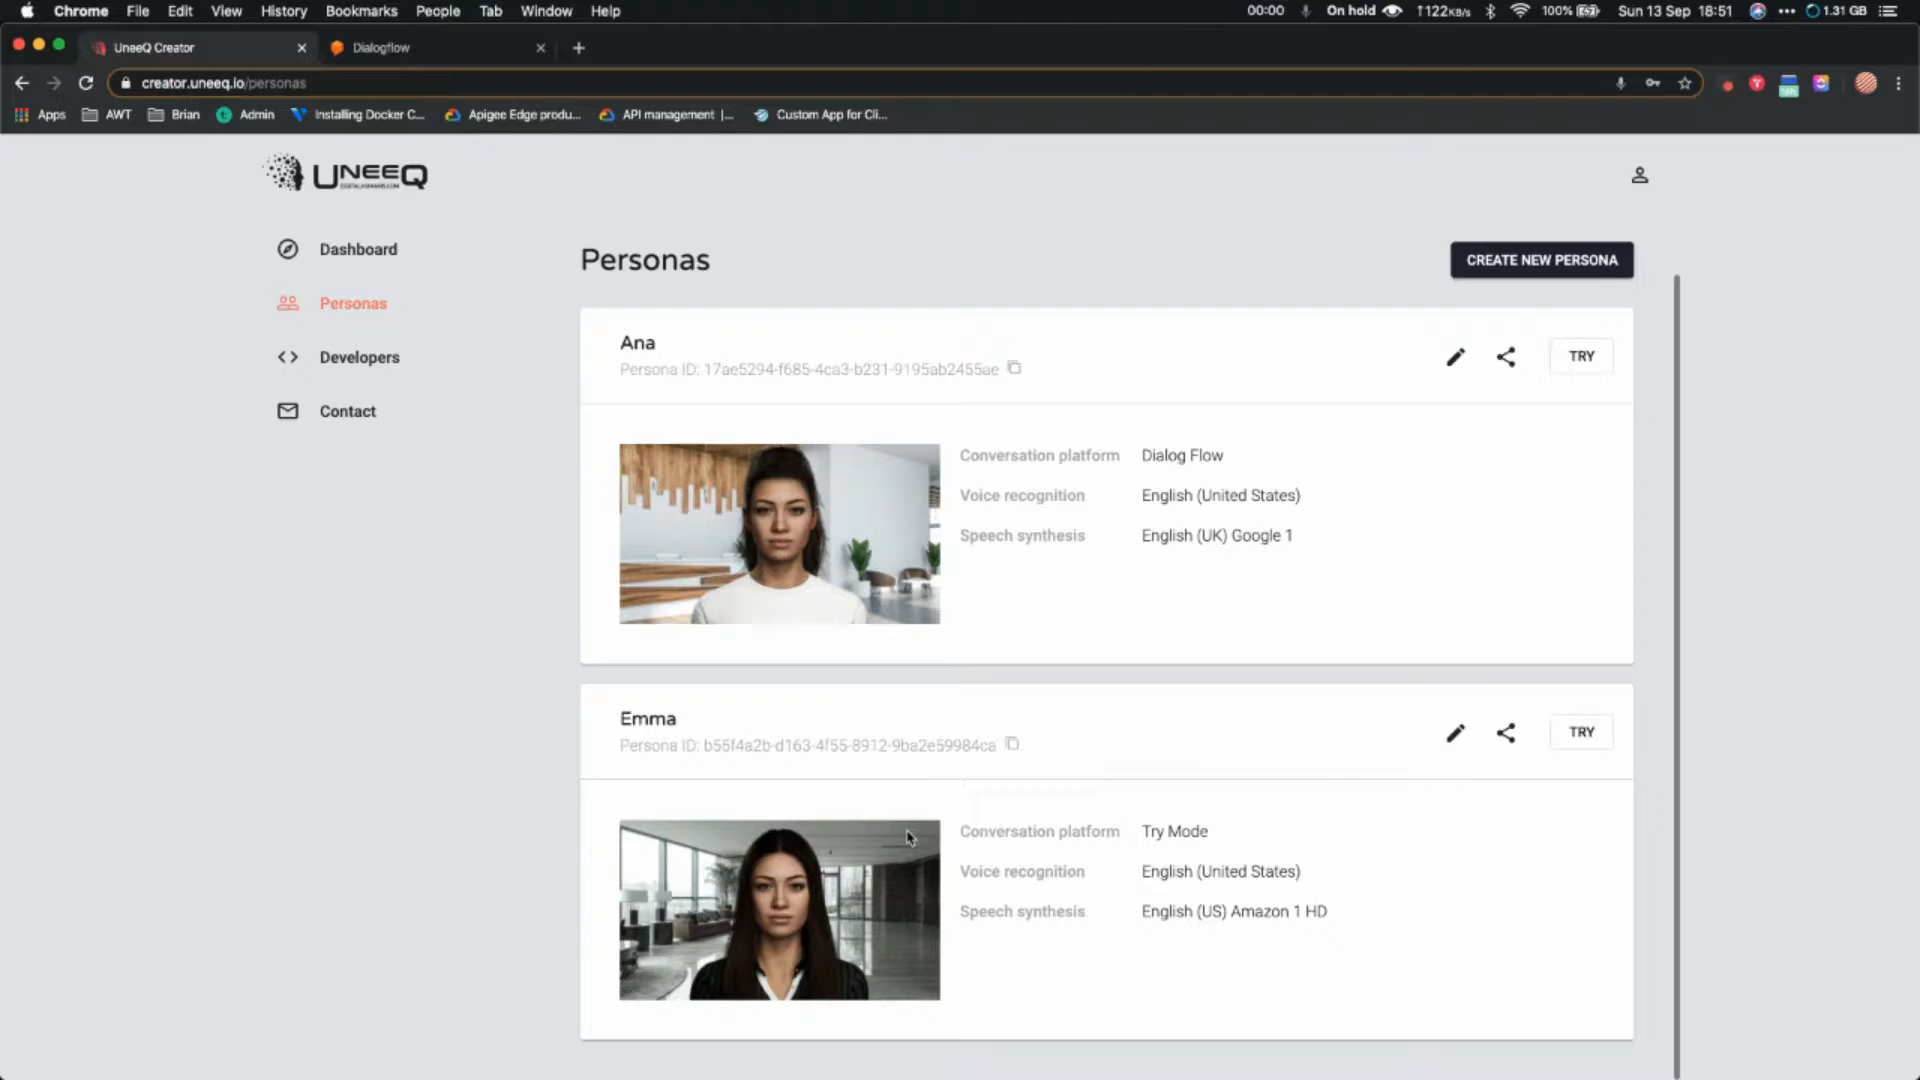 Chrome File Edit View History Bookmarks People Tab Window Help 00:00 On hold ↑122KB/s 100% Sun 13 Sep 18:51 1.31 GB
UneeQ Creator Dialogflow
creator.uneeq.io/personas
Apps AWT Brian Admin Installing Docker C... Apigee Edge produ... API management |... Custom App for Cli...
UNEEQ
Dashboard
Personas
Developers
Contact
Personas
CREATE NEW PERSONA
Ana
Persona ID: 17ae5294-f685-4ca3-b231-9195ab2455ae
TRY
Conversation platform Dialog Flow
Voice recognition English (United States)
Speech synthesis English (UK) Google 1
Emma
Persona ID: b55f4a2b-d163-4f55-8912-9ba2e59984ca
TRY
Conversation platform Try Mode
Voice recognition English (United States)
Speech synthesis English (US) Amazon 1 HD